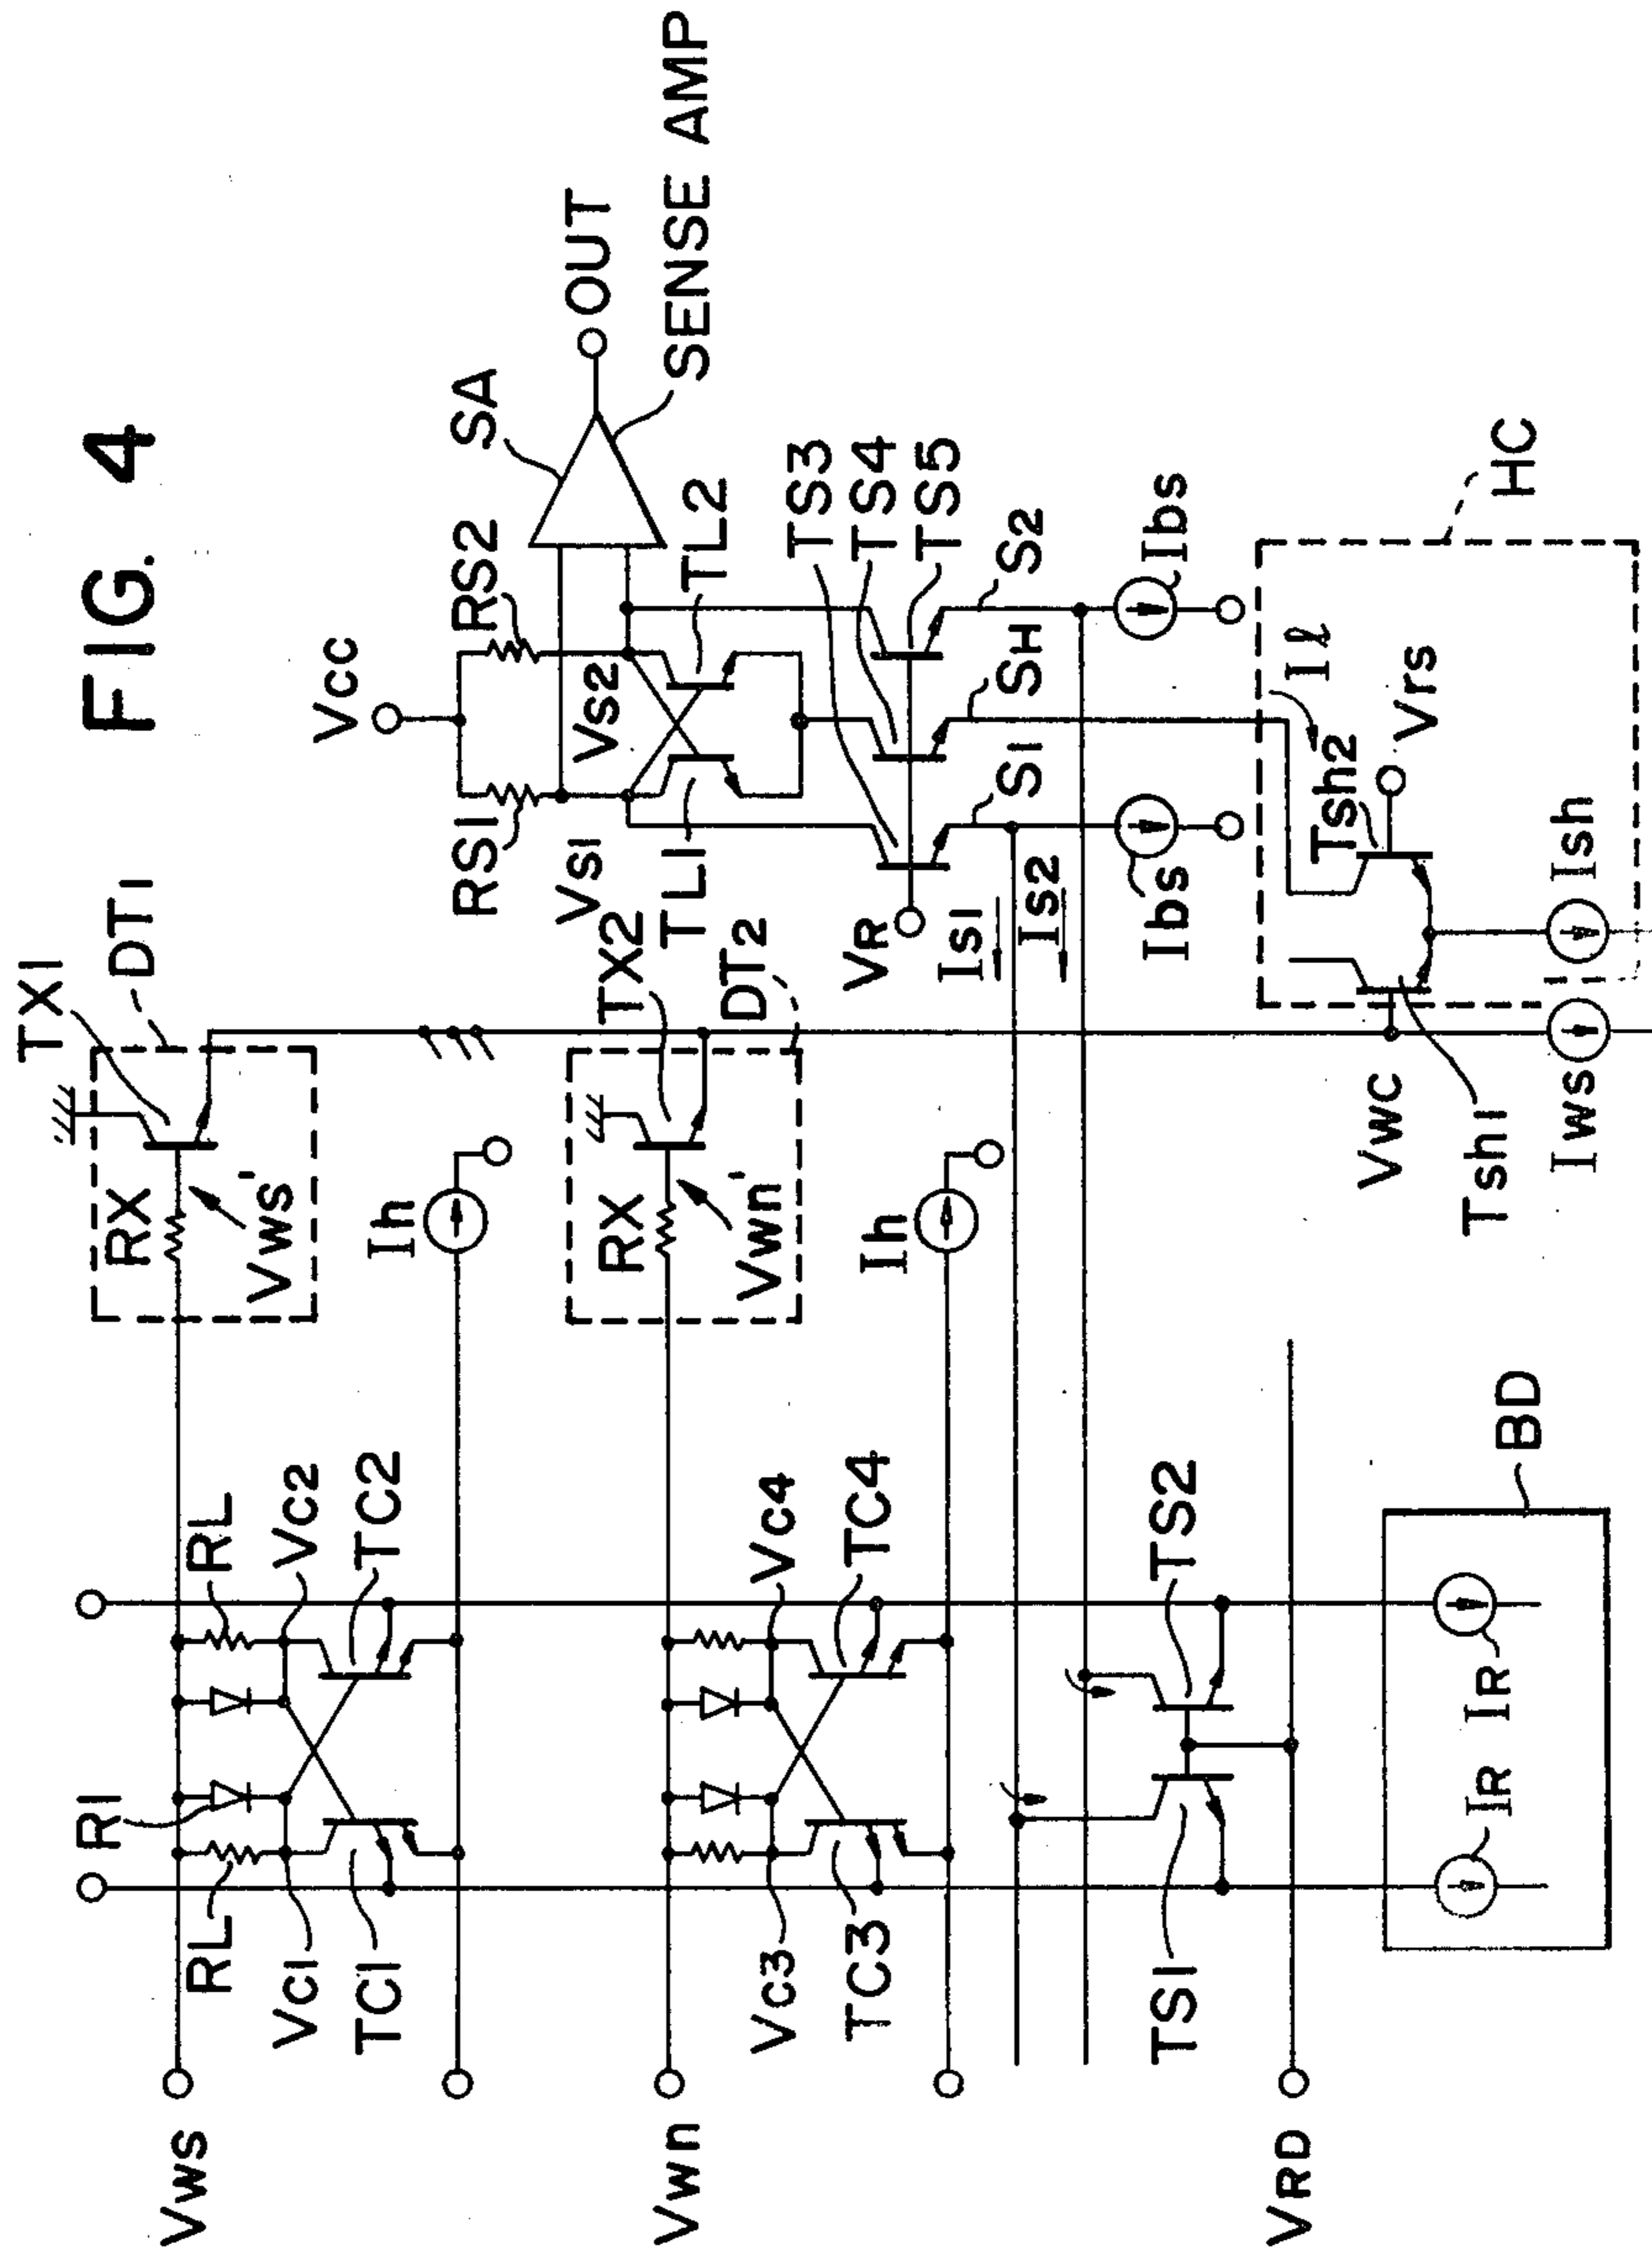 FIG. 4
Vws
RL
R1
RL
Vc1
Vc2
TC1
TC2
Ih
TX1
DT1
RX
Vws'
Vwn
Vc3
Vc4
TC3
TC4
Ih
TX2
DT2
RX
Vwn'
Vcc
RS1
RS2
Vs1
Vs2
TL1
TL2
SA
OUT
SENSE AMP
TS3
TS4
TS5
VR
S1
SH
S2
Is1
Is2
Ibs
Ibs
TS1
TS2
VRD
IR
IR
BD
Vwc
Tsh1
Tsh2
Iℓ
Vrs
HC
Iws
Ish